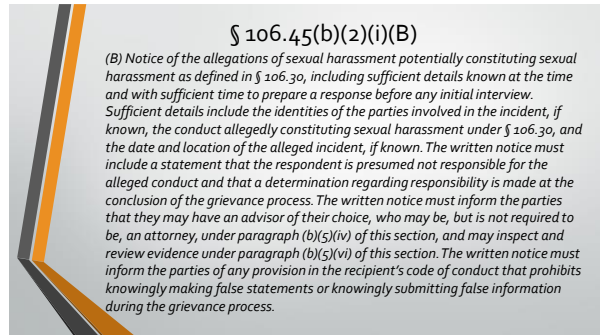 § 106.45(b)(2)(i)(B)
(B) Notice of the allegations of sexual harassment potentially constituting sexual
harassment as defined in § 106.30, including sufficient details known at the time
and with sufficient time to prepare a response before any initial interview.
Sufficient details include the identities of the parties involved in the incident, if
known, the conduct allegedly constituting sexual harassment under § 106.30, and
the date and location of the alleged incident, if known. The written notice must
include a statement that the respondent is presumed not responsible for the
alleged conduct and that a determination regarding responsibility is made at the
conclusion of the grievance process. The written notice must inform the parties
that they may have an advisor of their choice, who may be, but is not required to
be, an attorney, under paragraph (b)(5)(iv) of this section, and may inspect and
review evidence under paragraph (b)(5)(vi) of this section. The written notice must
inform the parties of any provision in the recipient's code of conduct that prohibits
knowingly making false statements or knowingly submitting false information
during the grievance process.